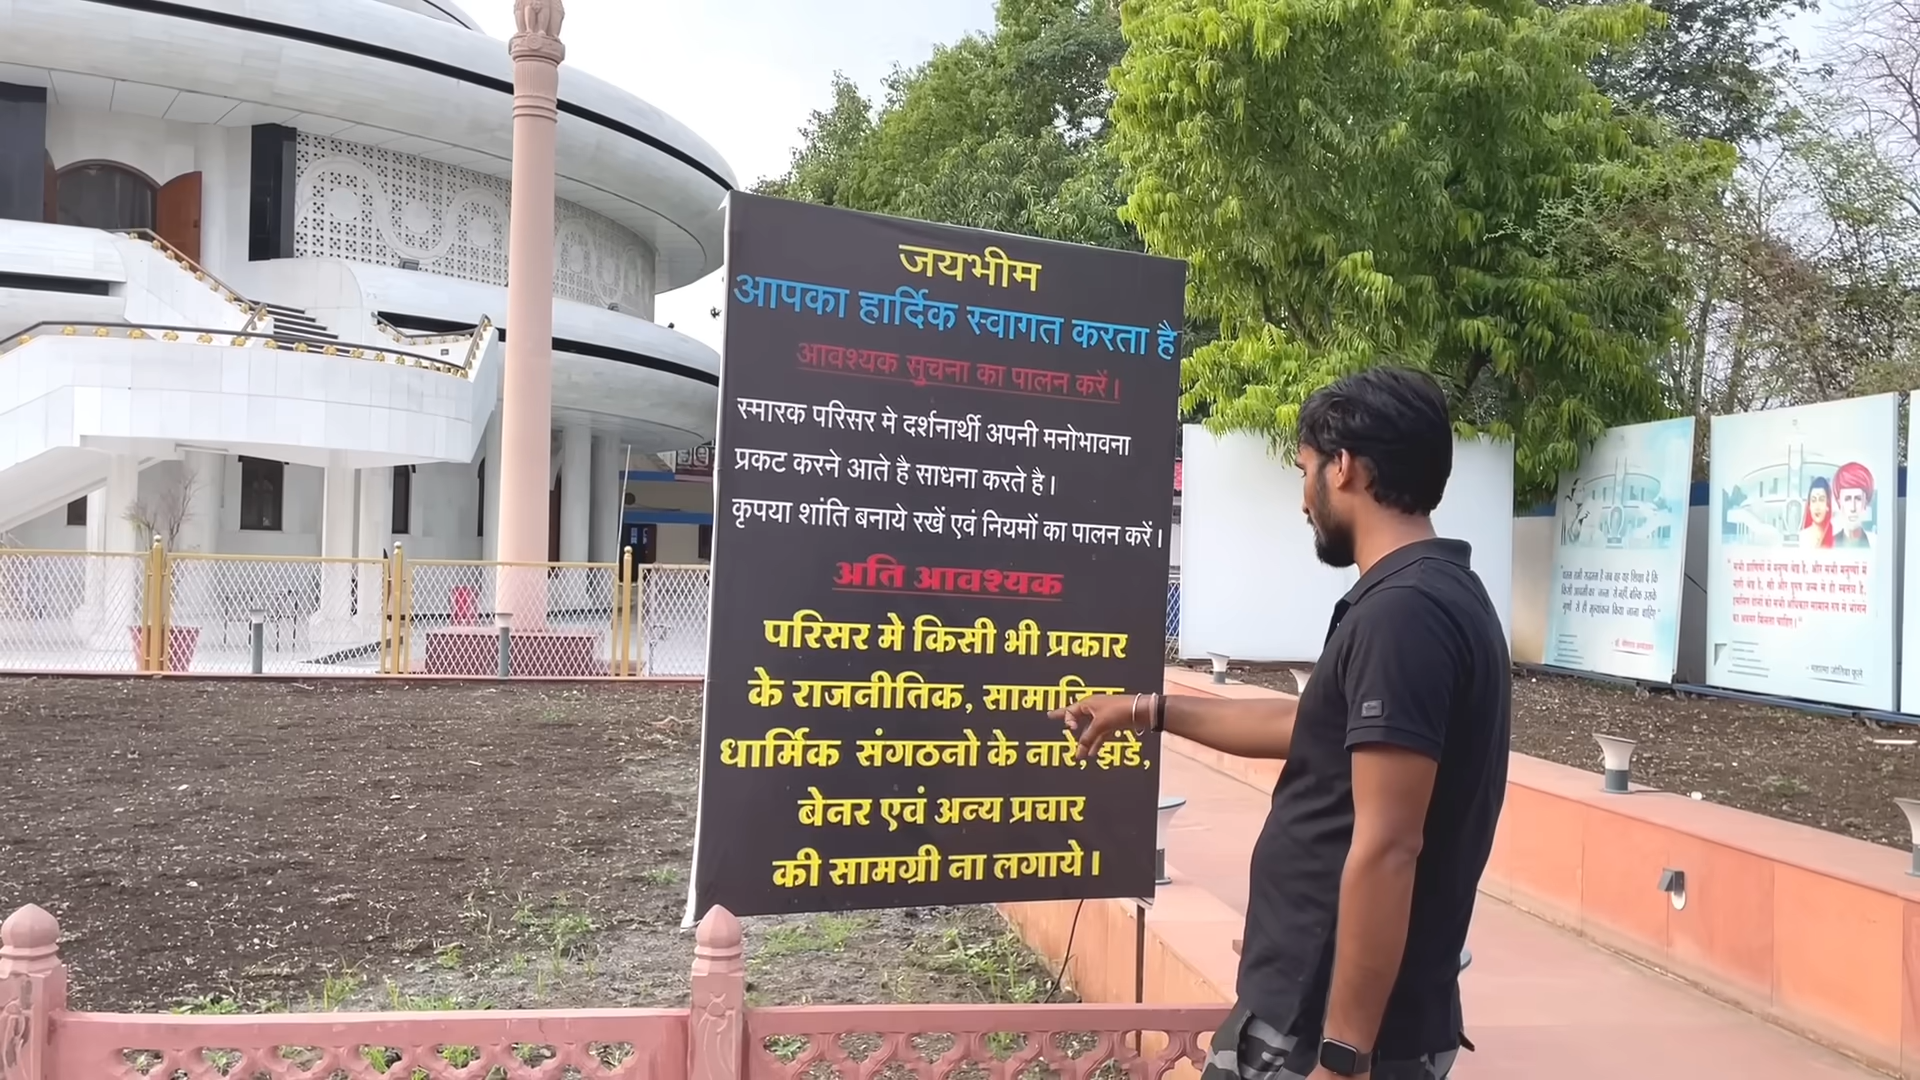 जयभीम
आपका हार्दिक स्वागत करता है
आवश्यक सुचना का पालन करें।
स्मारक परिसर मे दर्शनार्थी अपनी मनोभावना
प्रकट करने आते है साधना करते है।
कृपया शांति बनाये रखें एवं नियमों का पालन करें।
अति आवश्यक
परिसर मे किसी भी प्रकार
के राजनीतिक, सामाजिक
धार्मिक संगठनो के नारे, झंडे,
बेनर एवं अन्य प्रचार
की सामग्री ना लगाये।
- महात्मा जोतिबा फुले